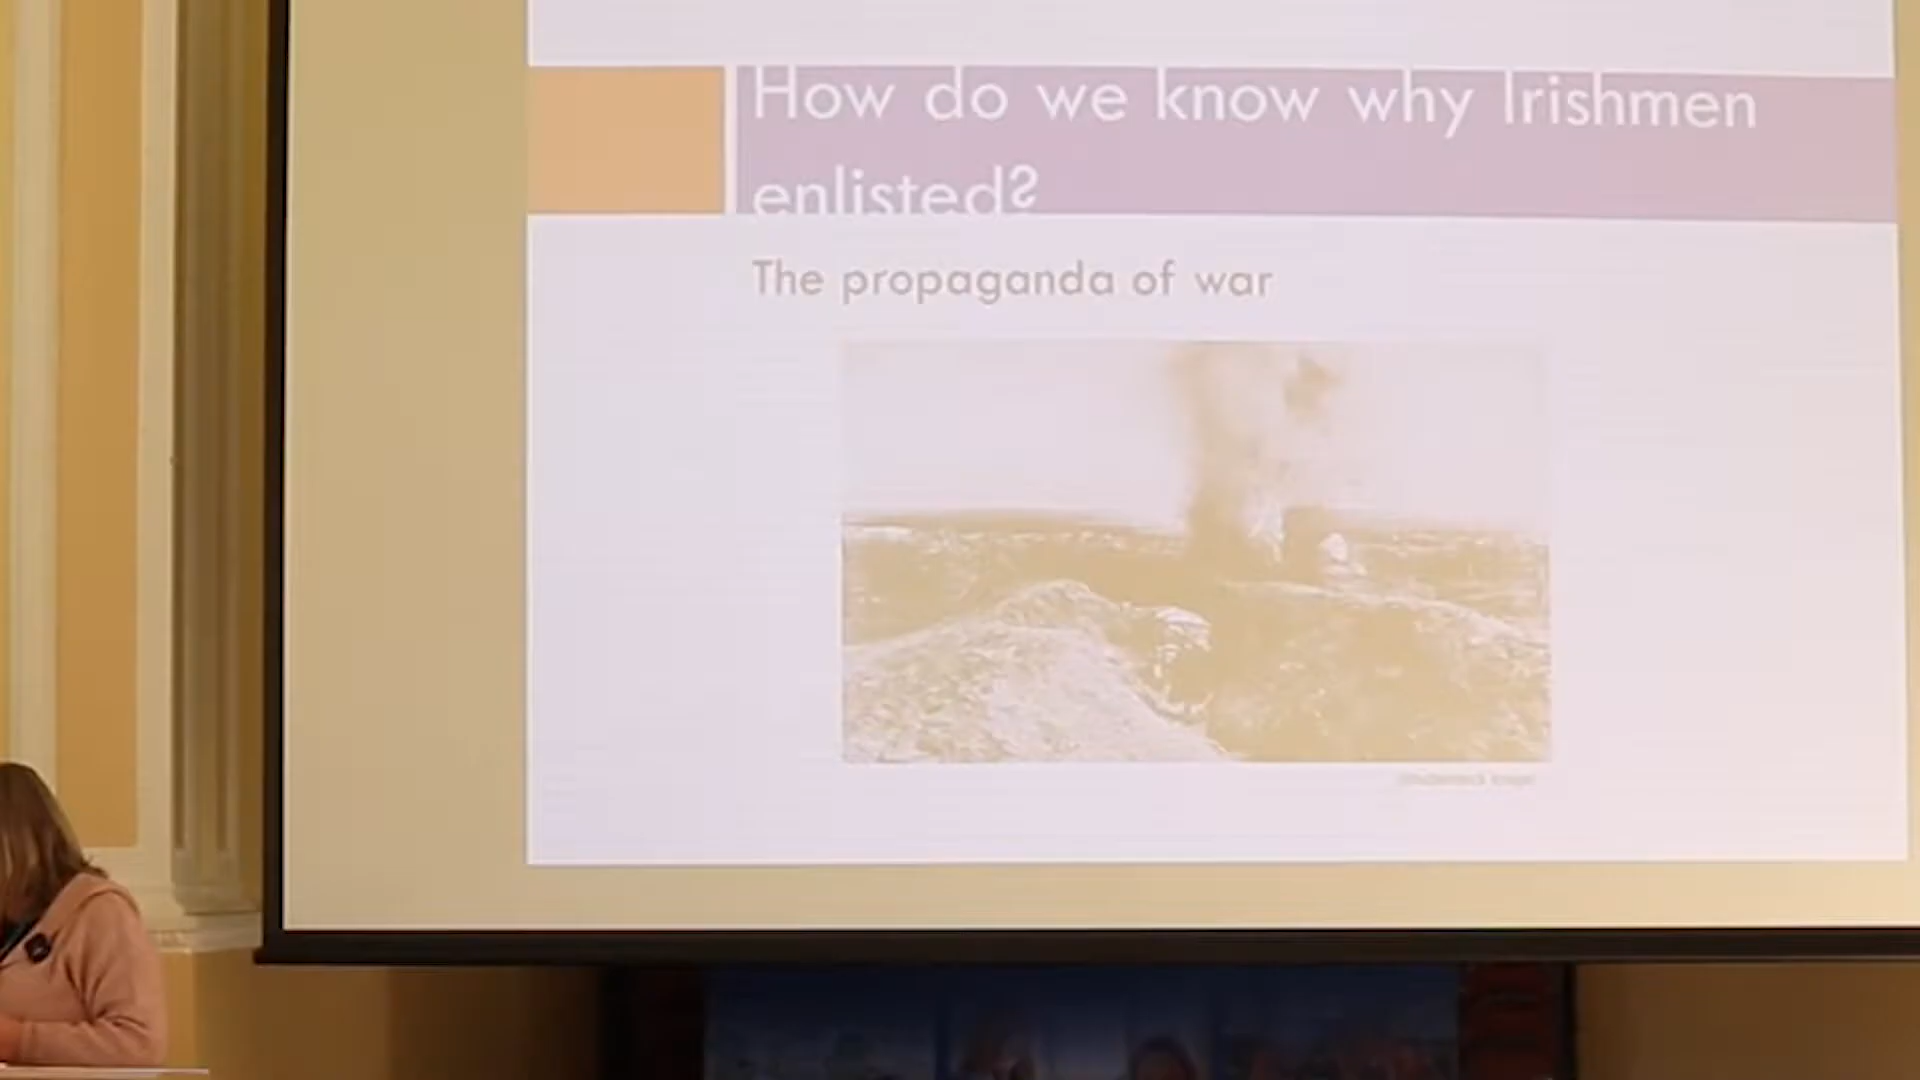 How do we know why Irishmen
enlisted?
The propaganda of war